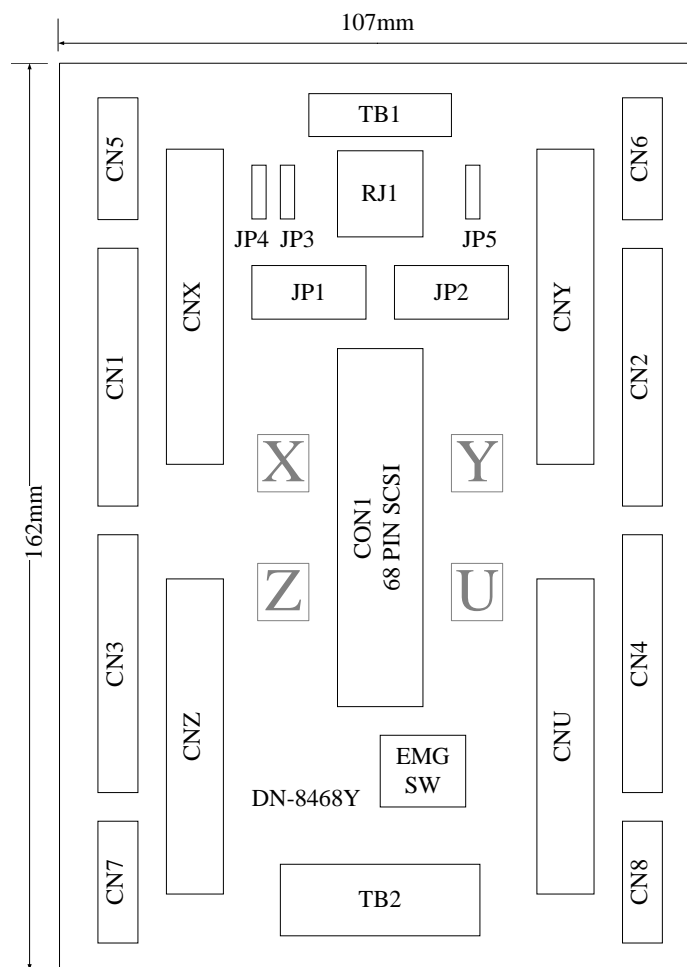 107mm
TB1
CN5
CN6
RJ1
JP4 JP3
JP5
CNX
CNY
JP1
JP2
CN1
CN2
X
Y
CON1
68 PIN SCSI
162mm
Z
U
CN3
CN4
CNZ
CNU
EMG
SW
DN-8468Y
CN7
TB2
CN8